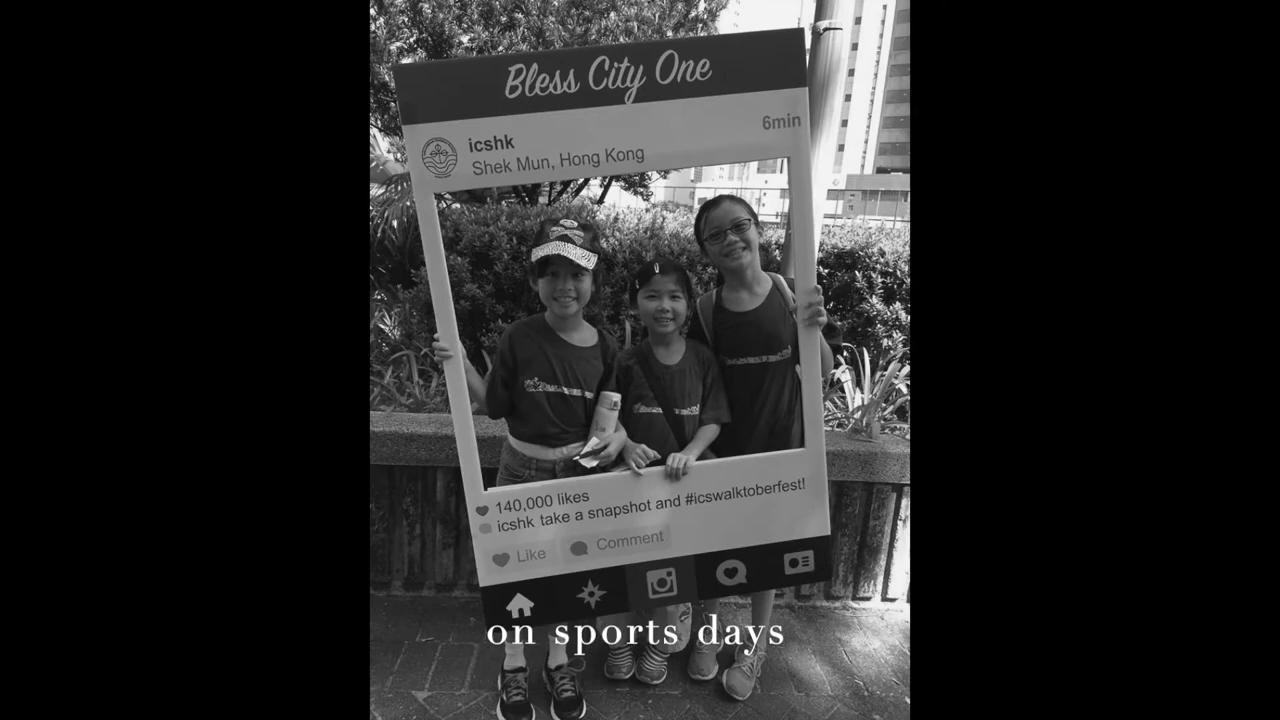 Bless City One
6min
icshk
Shek Mun, Hong Kong
140,000 likes
icshk take a snapshot and #icswalktoberfest!
Like
Comment
on sports days